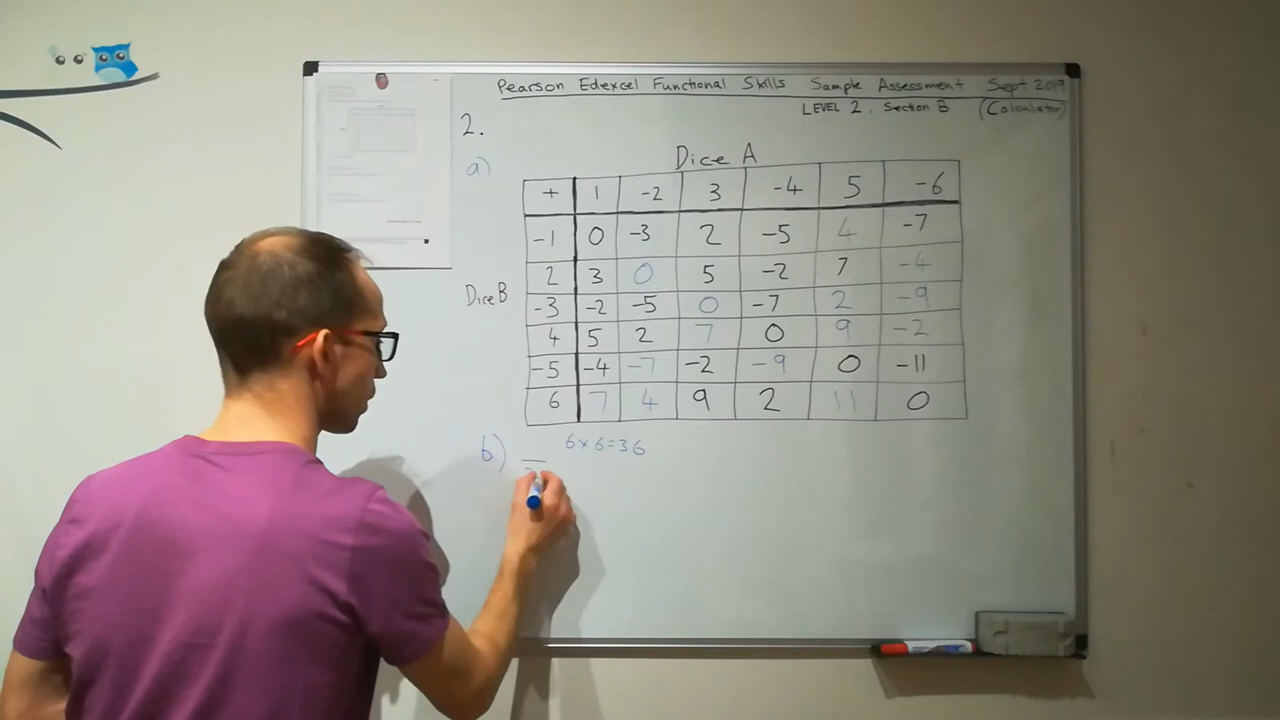 Pearson Edexcel Functional Skills Sample Assessment Sept 2019
LEVEL 2. Section B (Calculator)
2.
a)
Dice A
+ 1 -2 3 -4 5 -6
-1 0 -3 2 -5 4 -7
2 3 0 5 -2 7 -4
Dice B
-3 -2 -5 0 -7 2 -9
4 5 2 7 0 9 -2
-5 -4 -7 -2 -9 0 -11
6 7 4 9 2 11 0
b) 6×6=36